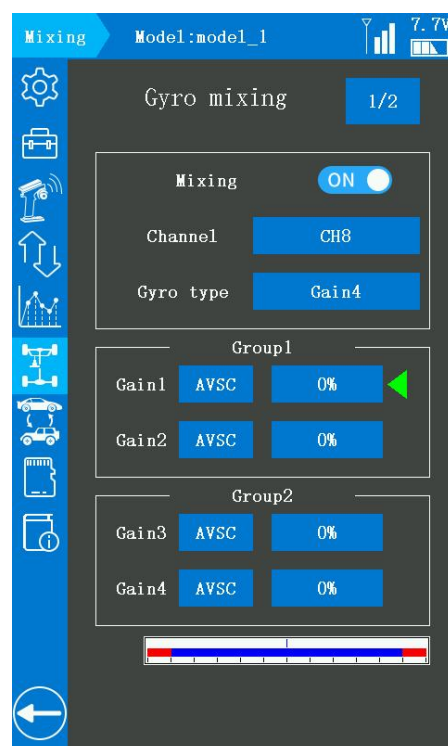 Mixing Model:model_1 7.7V
Gyro mixing 1/2
Mixing ON
Channel CH8
Gyro type Gain4
Group1
Gain1 AVSC 0%
Gain2 AVSC 0%
Group2
Gain3 AVSC 0%
Gain4 AVSC 0%